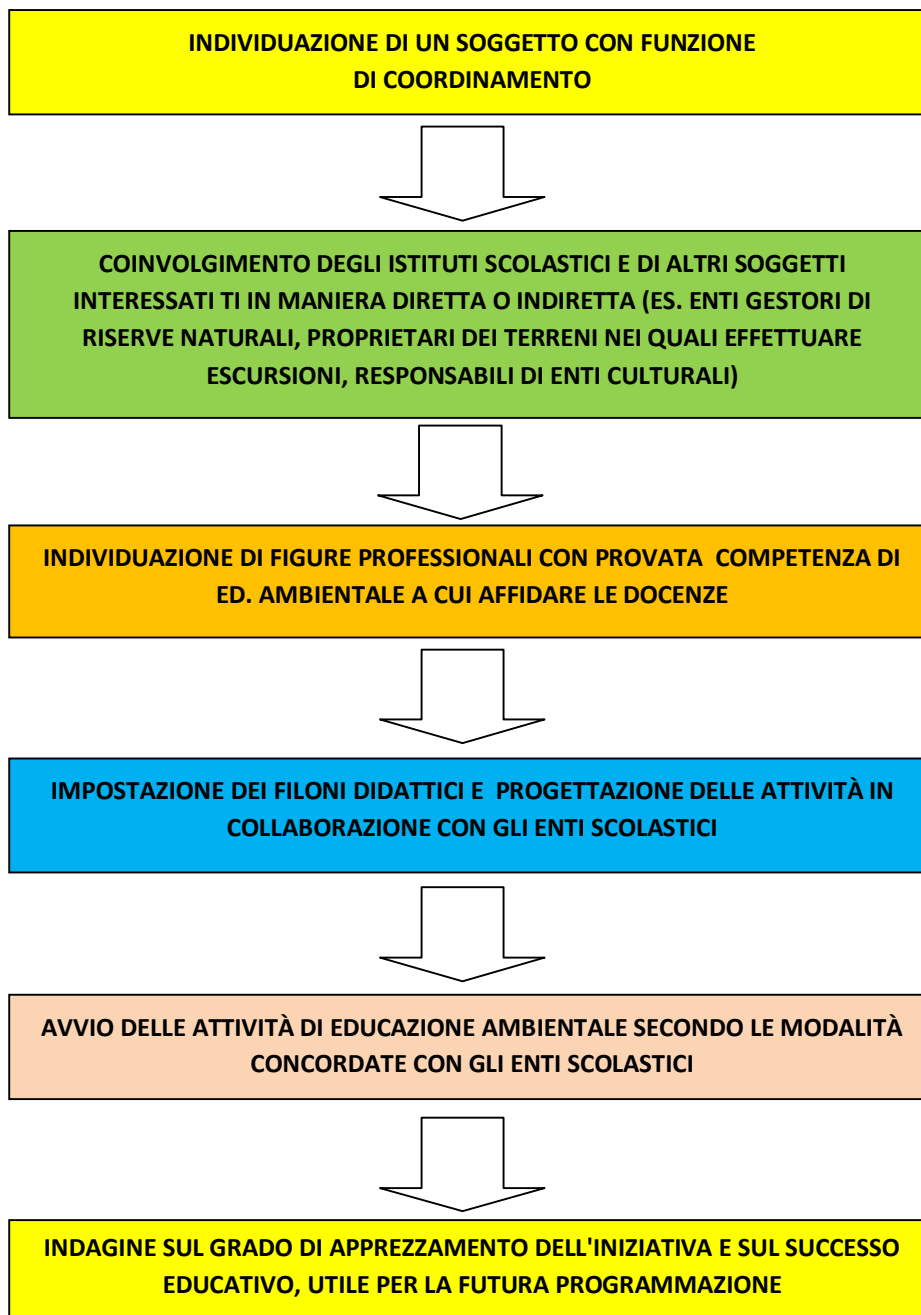 INDIVIDUAZIONE DI UN SOGGETTO CON FUNZIONE
DI COORDINAMENTO
COINVOLGIMENTO DEGLI ISTITUTI SCOLASTICI E DI ALTRI SOGGETTI
INTERESSATI TI IN MANIERA DIRETTA O INDIRETTA (ES. ENTI GESTORI DI
RISERVE NATURALI, PROPRIETARI DEI TERRENI NEI QUALI EFFETTUARE
ESCURSIONI, RESPONSABILI DI ENTI CULTURALI)
INDIVIDUAZIONE DI FIGURE PROFESSIONALI CON PROVATA COMPETENZA DI
ED. AMBIENTALE A CUI AFFIDARE LE DOCENZE
IMPOSTAZIONE DEI FILONI DIDATTICI E PROGETTAZIONE DELLE ATTIVITÀ IN
COLLABORAZIONE CON GLI ENTI SCOLASTICI
AVVIO DELLE ATTIVITÀ DI EDUCAZIONE AMBIENTALE SECONDO LE MODALITÀ
CONCORDATE CON GLI ENTI SCOLASTICI
INDAGINE SUL GRADO DI APPREZZAMENTO DELL'INIZIATIVA E SUL SUCCESSO
EDUCATIVO, UTILE PER LA FUTURA PROGRAMMAZIONE